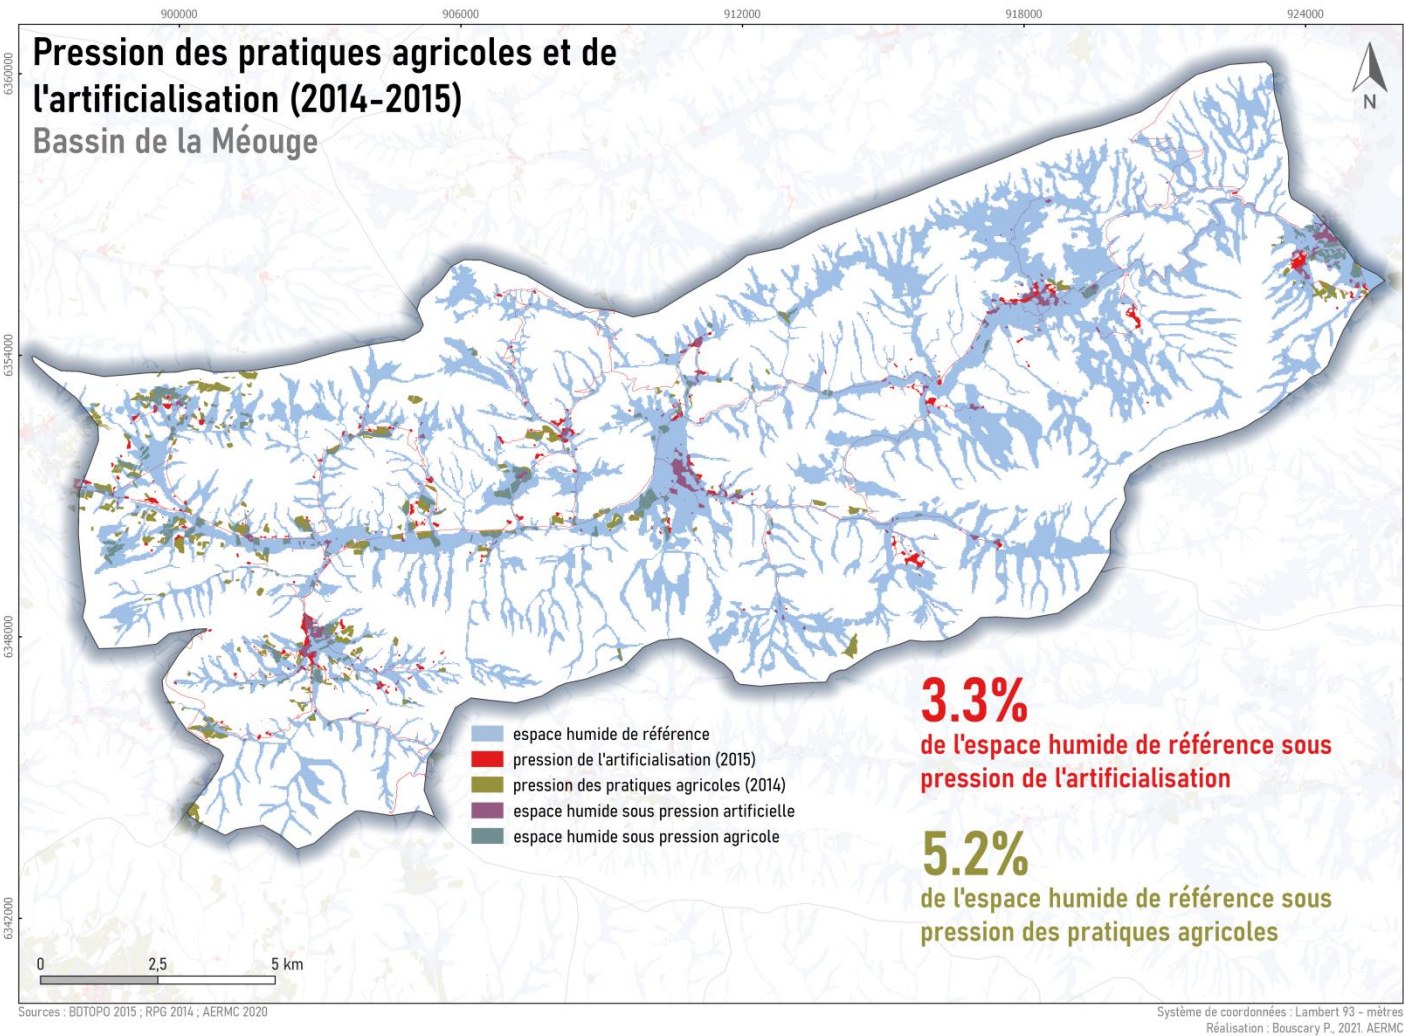 900000
906000
912000
918000
924000
Pression des pratiques agricoles et de
l'artificialisation (2014-2015)
Bassin de la Méouge
N
6360000
6354000
6348000
6342000
espace humide de référence
pression de l'artificialisation (2015)
pression des pratiques agricoles (2014)
espace humide sous pression artificielle
espace humide sous pression agricole
3.3%
de l'espace humide de référence sous
pression de l'artificialisation
5.2%
de l'espace humide de référence sous
pression des pratiques agricoles
0 2,5 5 km
Sources : BDTOPO 2015 ; RPG 2014 ; AERMC 2020
Système de coordonnées : Lambert 93 - mètres
Réalisation : Bouscary P., 2021. AERMC